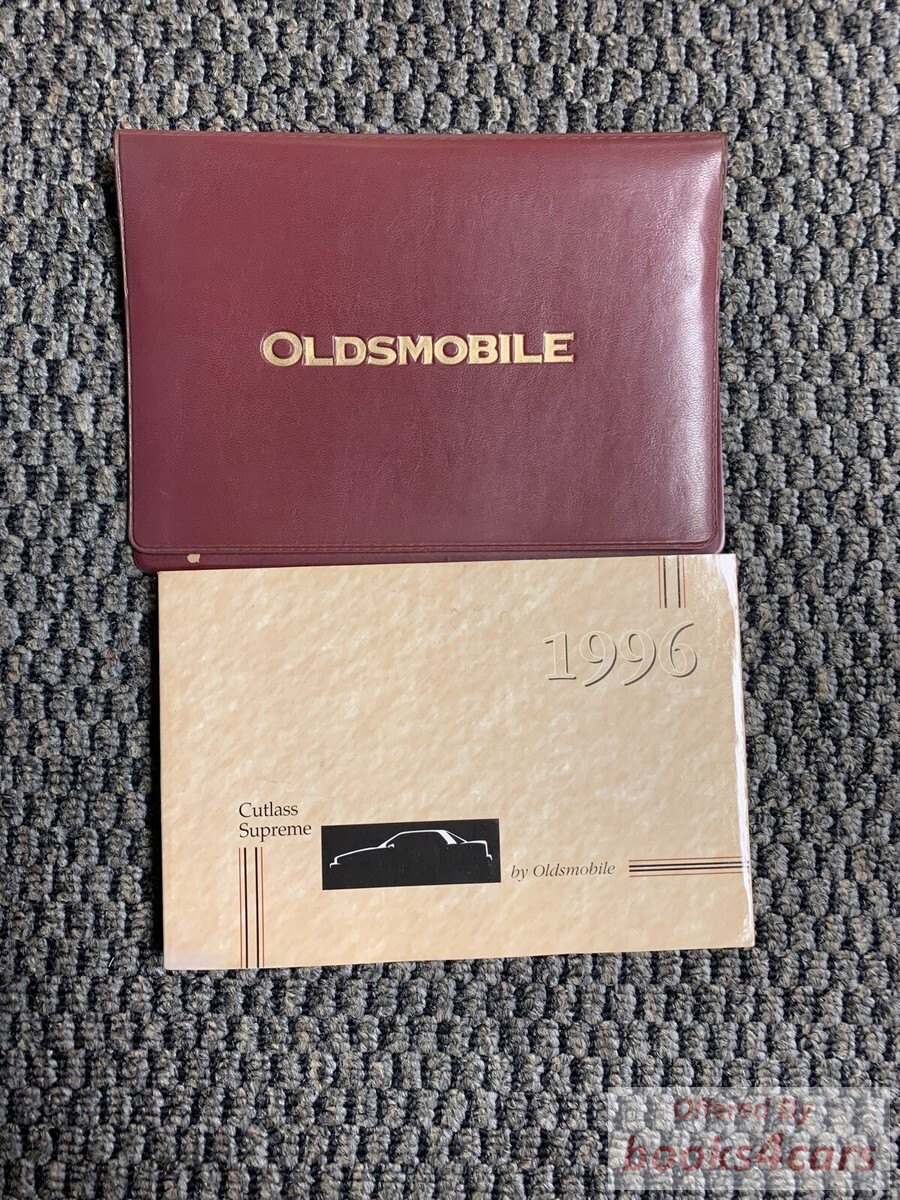 OLDSMOBILE
1996
Cutlass
Supreme
by Oldsmobile
Offered By
books4cars